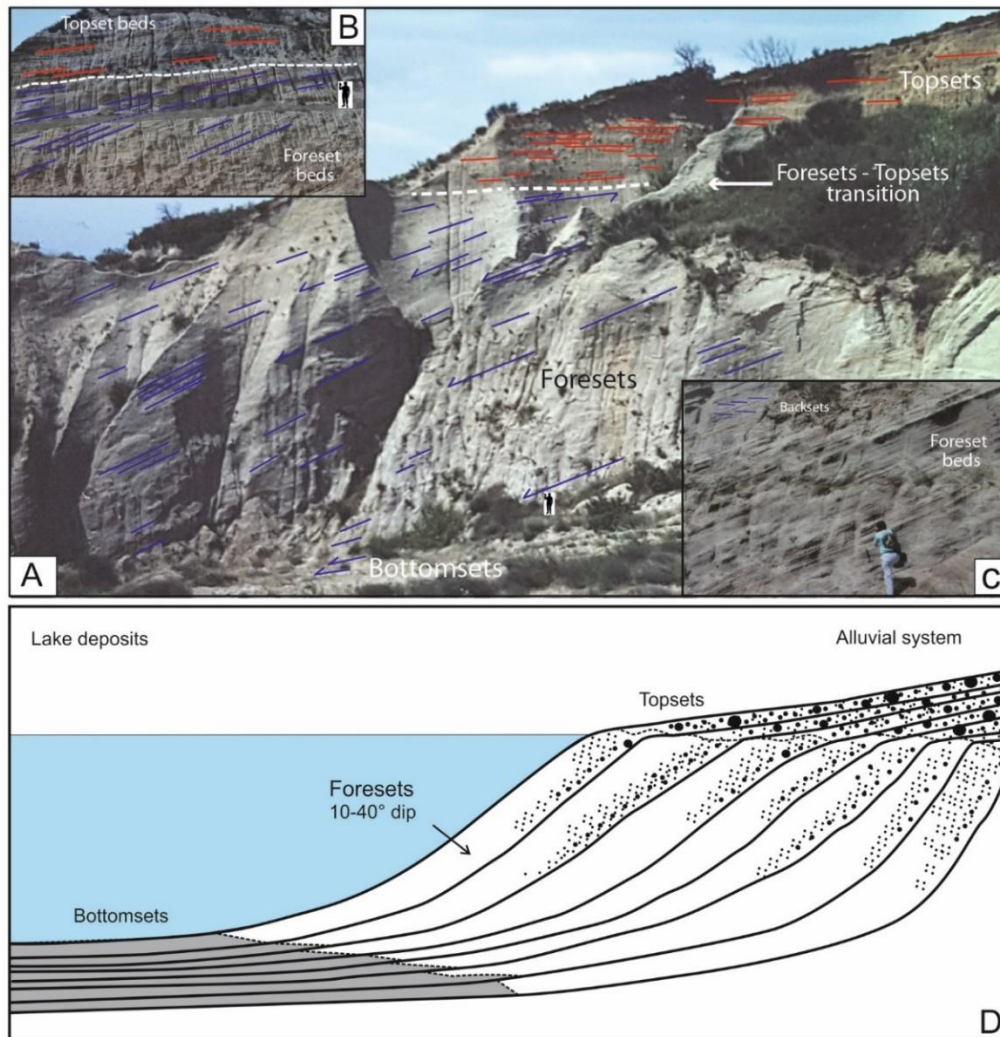 Topset beds
B
Foreset beds
Topsets
Foresets - Topsets
transition
Foresets
Bottomsets
A
Backsets
Foreset
beds
C
Lake deposits
Alluvial system
Topsets
Foresets
10-40° dip
Bottomsets
D